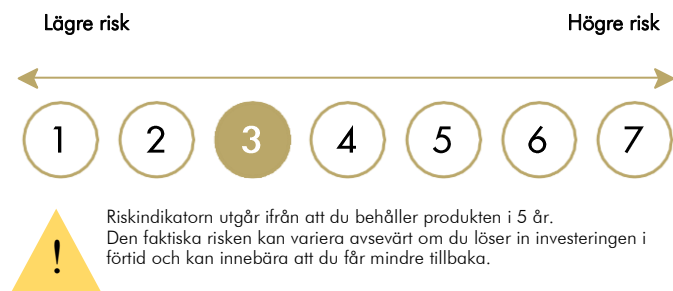 Lägre risk Högre risk
1 2 3 4 5 6 7
Riskindikatorn utgår ifrån att du behåller produkten i 5 år.
! Den faktiska risken kan variera avsevärt om du löser in investeringen i
förtid och kan innebära att du får mindre tillbaka.